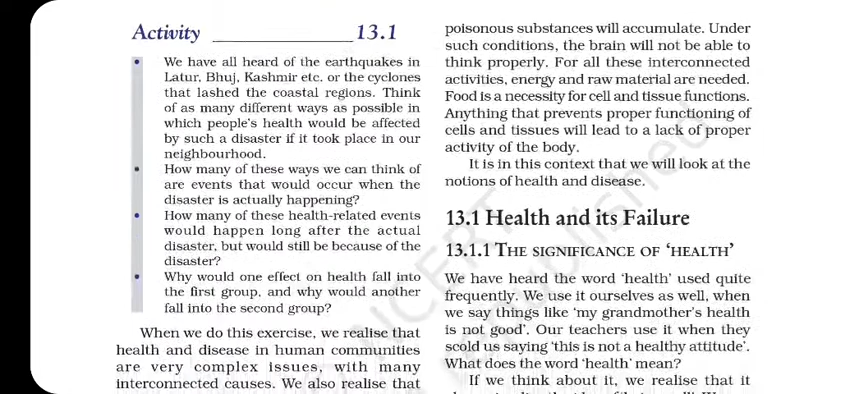 Activity ______________ 13.1
• We have all heard of the earthquakes in
Latur, Bhuj, Kashmir etc. or the cyclones
that lashed the coastal regions. Think
of as many different ways as possible in
which people's health would be affected
by such a disaster if it took place in our
neighbourhood.
• How many of these ways we can think of
are events that would occur when the
disaster is actually happening?
• How many of these health-related events
would happen long after the actual
disaster, but would still be because of the
disaster?
• Why would one effect on health fall into
the first group, and why would another
fall into the second group?
When we do this exercise, we realise that
health and disease in human communities
are very complex issues, with many
interconnected causes. We also realise that
poisonous substances will accumulate. Under
such conditions, the brain will not be able to
think properly. For all these interconnected
activities, energy and raw material are needed.
Food is a necessity for cell and tissue functions.
Anything that prevents proper functioning of
cells and tissues will lead to a lack of proper
activity of the body.
It is in this context that we will look at the
notions of health and disease.
13.1 Health and its Failure
13.1.1 THE SIGNIFICANCE OF ‘HEALTH’
We have heard the word ‘health’ used quite
frequently. We use it ourselves as well, when
we say things like ‘my grandmother's health
is not good’. Our teachers use it when they
scold us saying ‘this is not a healthy attitude’.
What does the word ‘health’ mean?
If we think about it, we realise that it
NCERT